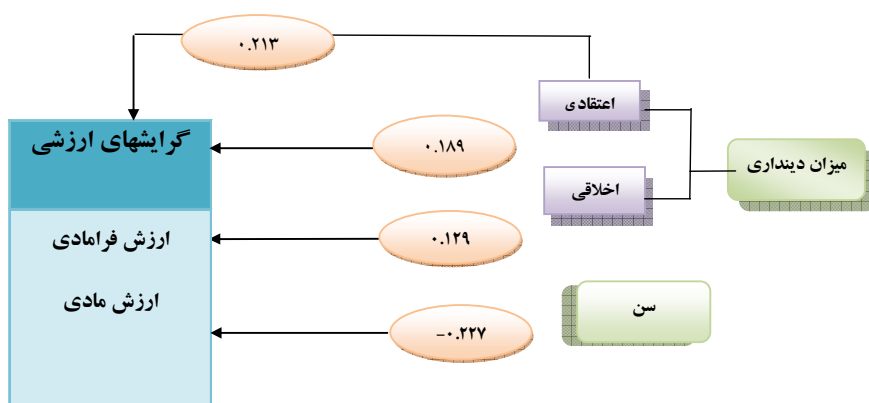 ۰.۲۱۳
اعتقادی
گرایشهای ارزشی
۰.۱۸۹
میزان دینداری
اخلاقی
ارزش فرامادی
۰.۱۲۹
ارزش مادی
سن
-۰.۲۲۷